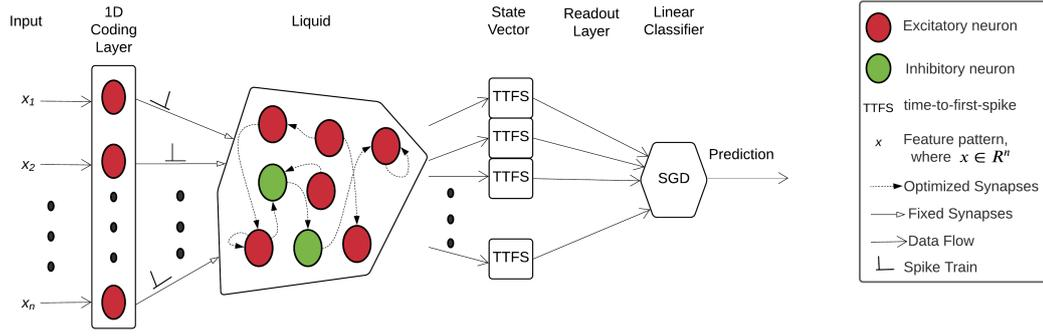 Input
1D
Coding
Layer
Liquid
State
Vector
Readout
Layer
Linear
Classifier
x1
x2
xn
TTFS
TTFS
TTFS
TTFS
SGD
Prediction
Excitatory neuron
Inhibitory neuron
TTFS time-to-first-spike
x Feature pattern,
where x ∈ Rⁿ
Optimized Synapses
Fixed Synapses
Data Flow
Spike Train